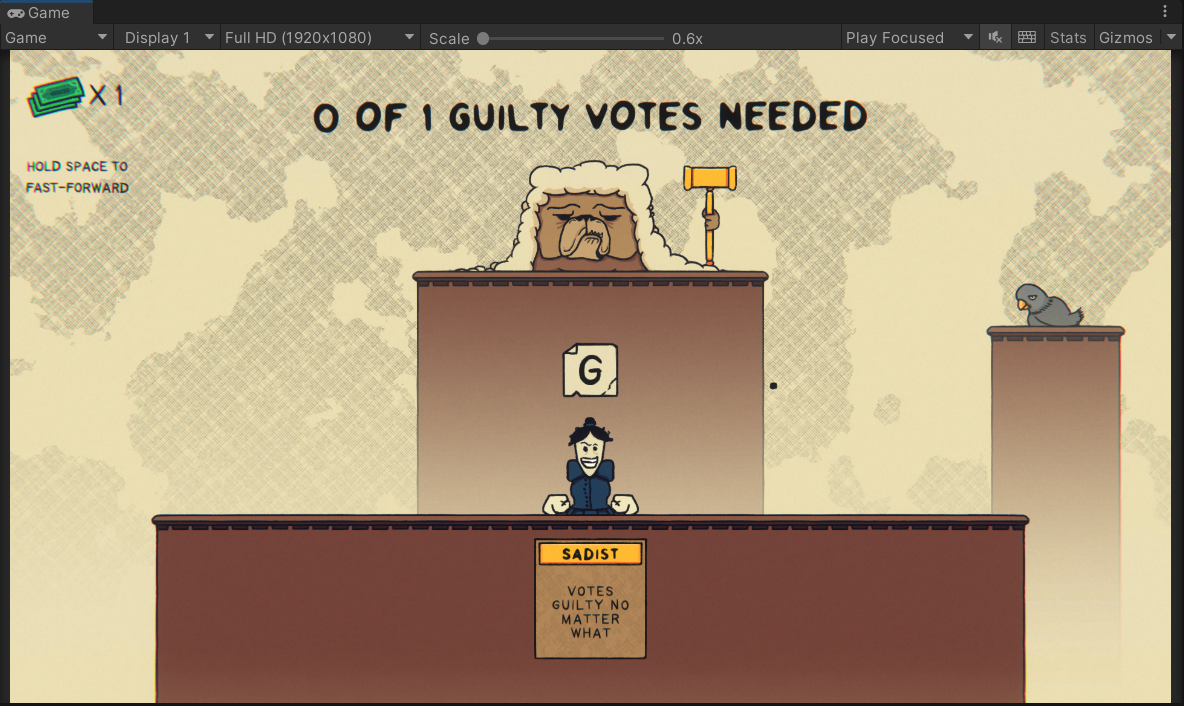 Game
Game
Display 1
Full HD (1920x1080)
Scale
0.6x
Play Focused
Stats
Gizmos
X 1
0 OF 1 GUILTY VOTES NEEDED
HOLD SPACE TO
FAST-FORWARD
G
SADIST
VOTES
GUILTY NO
MATTER
WHAT